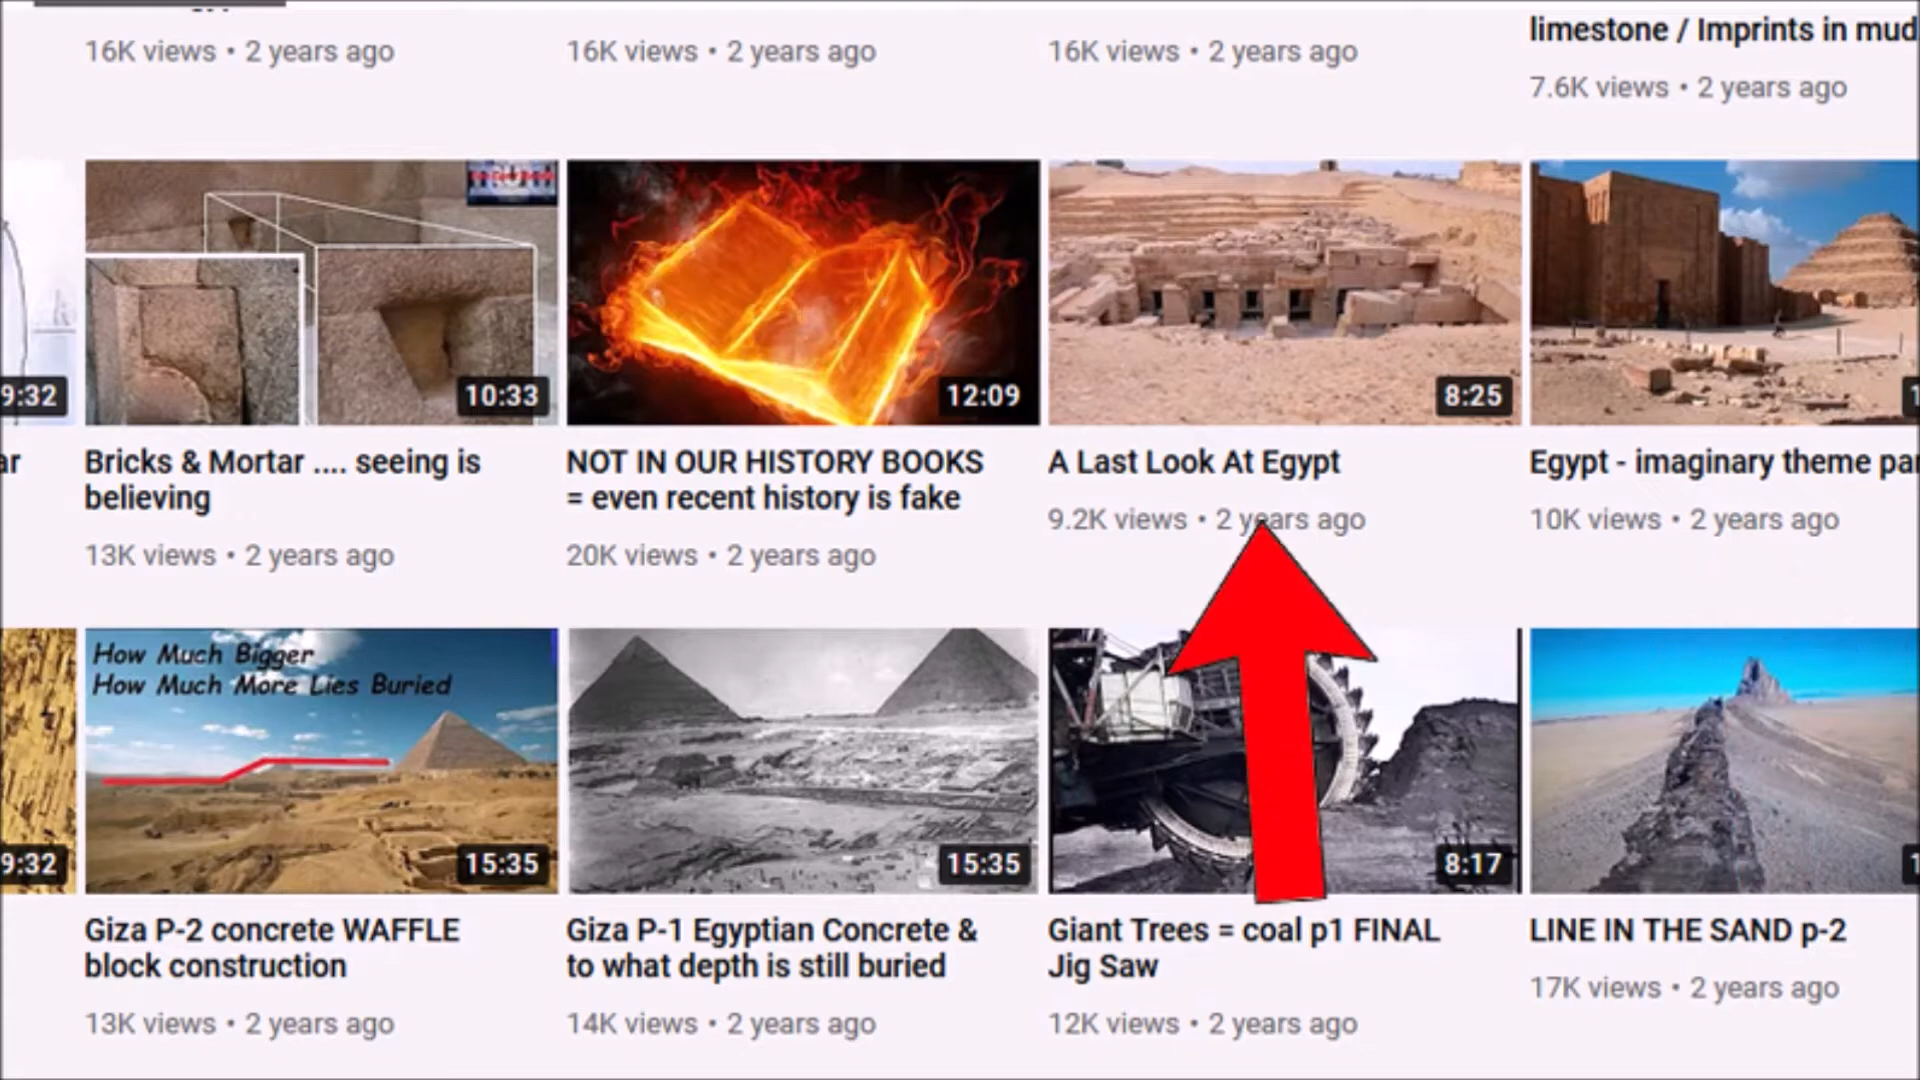 16K views • 2 years ago
16K views • 2 years ago
16K views • 2 years ago
limestone / Imprints in mud
7.6K views • 2 years ago
9:32
10:33
12:09
8:25
Bricks & Mortar .... seeing is
believing
13K views • 2 years ago
NOT IN OUR HISTORY BOOKS
= even recent history is fake
20K views • 2 years ago
A Last Look At Egypt
9.2K views • 2 years ago
Egypt - imaginary theme
10K views • 2 years ago
How Much Bigger
How Much More Lies Buried
9:32
15:35
15:35
8:17
Giza P-2 concrete WAFFLE
block construction
13K views • 2 years ago
Giza P-1 Egyptian Concrete &
to what depth is still buried
14K views • 2 years ago
Giant Trees = coal p1 FINAL
Jig Saw
12K views • 2 years ago
LINE IN THE SAND p-2
17K views • 2 years ago